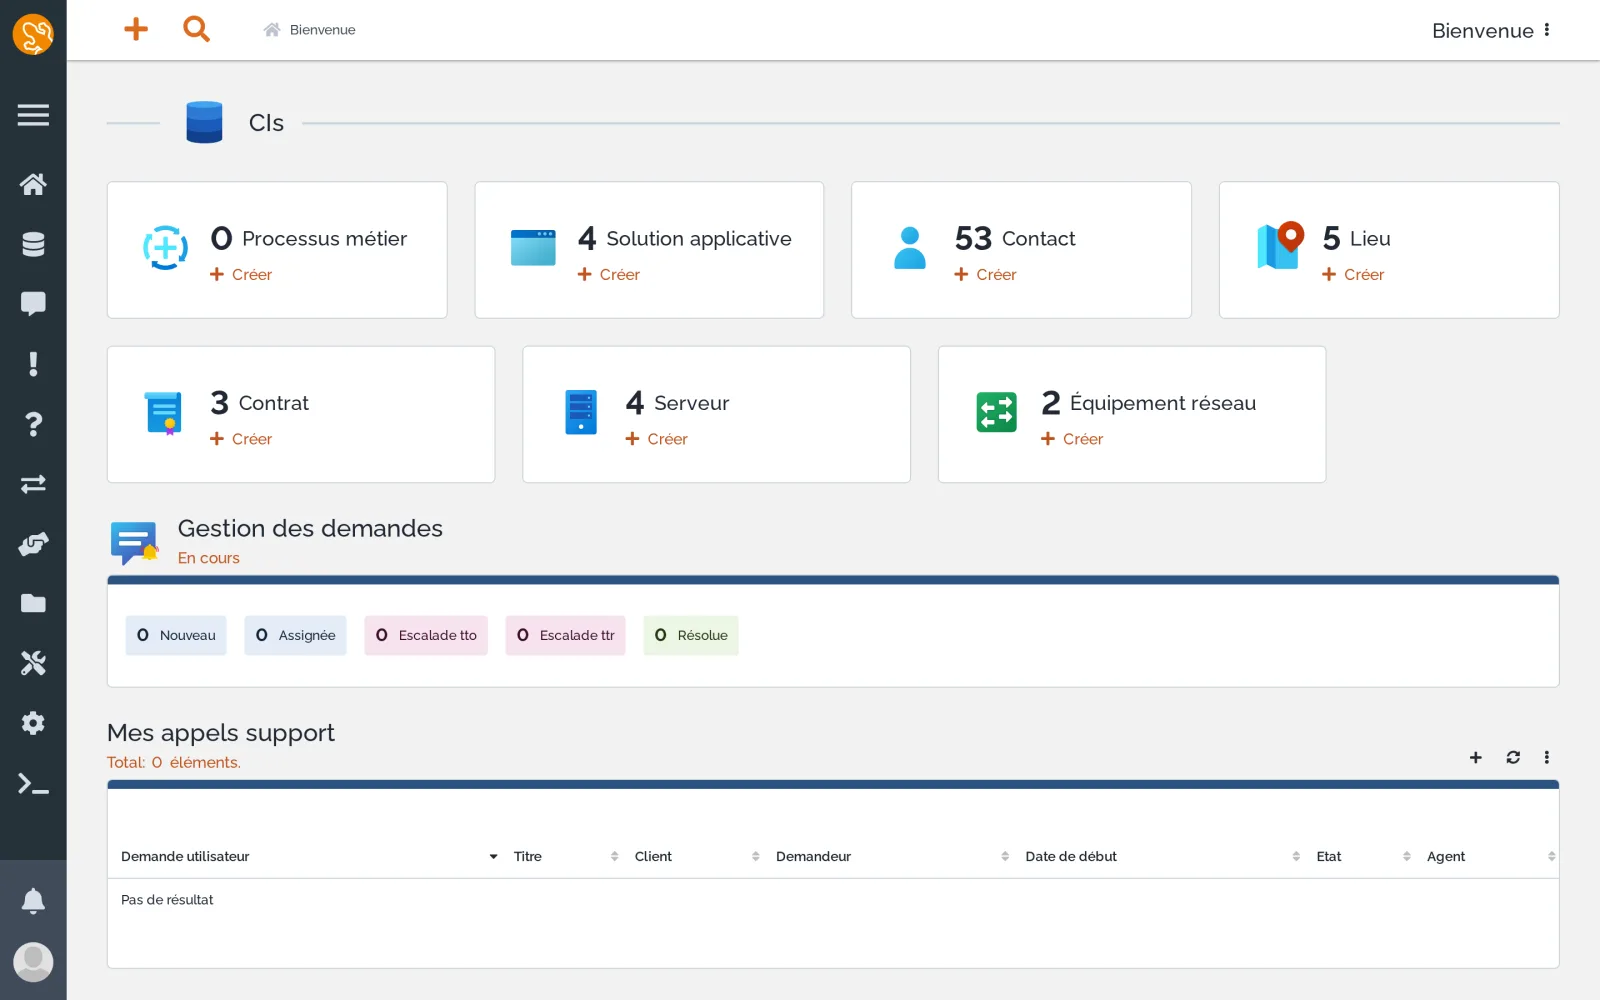 Bienvenue
Bienvenue
CIs
0 Processus métier
Créer
4 Solution applicative
Créer
53 Contact
Créer
5 Lieu
Créer
3 Contrat
Créer
4 Serveur
Créer
2 Équipement réseau
Créer
Gestion des demandes
En cours
0 Nouveau
0 Assignée
0 Escalade tto
0 Escalade ttr
0 Résolue
Mes appels support
Total: 0 éléments.
Demande utilisateur Titre Client Demandeur Date de début Etat Agent
Pas de résultat